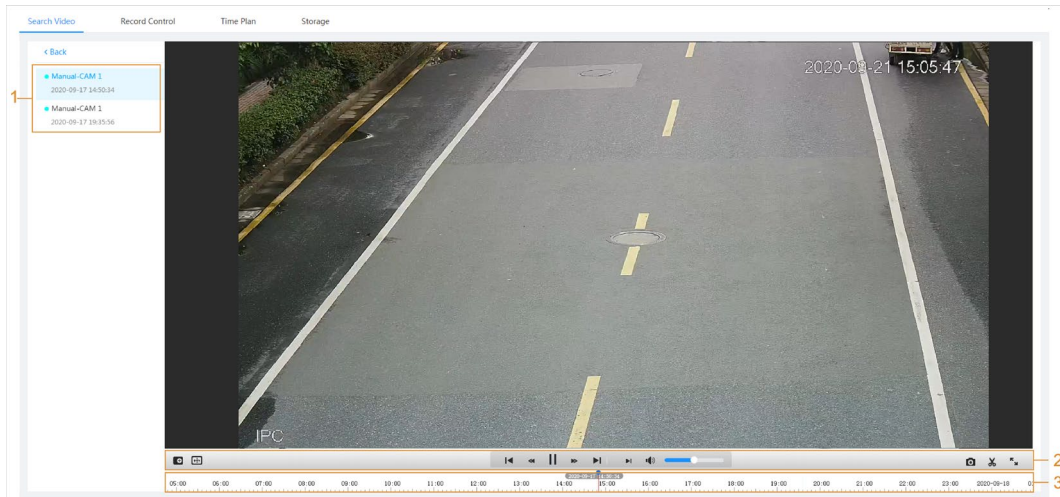 Search Video Record Control Time Plan Storage
< Back
1
Manual-CAM 1
2020-09-17 14:50:34
Manual-CAM 1
2020-09-17 19:35:56
2020-09-21 15:05:47
IPC
2
05:00 06:00 07:00 08:00 09:00 10:00 11:00 12:00 13:00 14:00 15:00 16:00 17:00 18:00 19:00 20:00 21:00 22:00 23:00 2020-09-18
3